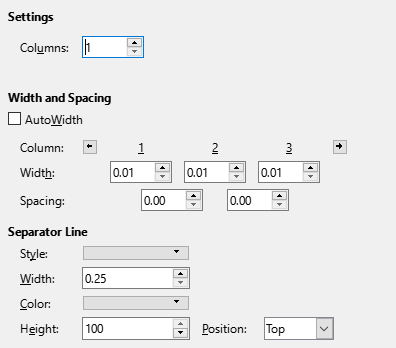 Settings
Columns: 1
Width and Spacing
AutoWidth
Column: 1 2 3
Width: 0.01 0.01 0.01
Spacing: 0.00 0.00
Separator Line
Style:
Width: 0.25
Color:
Height: 100 Position: Top